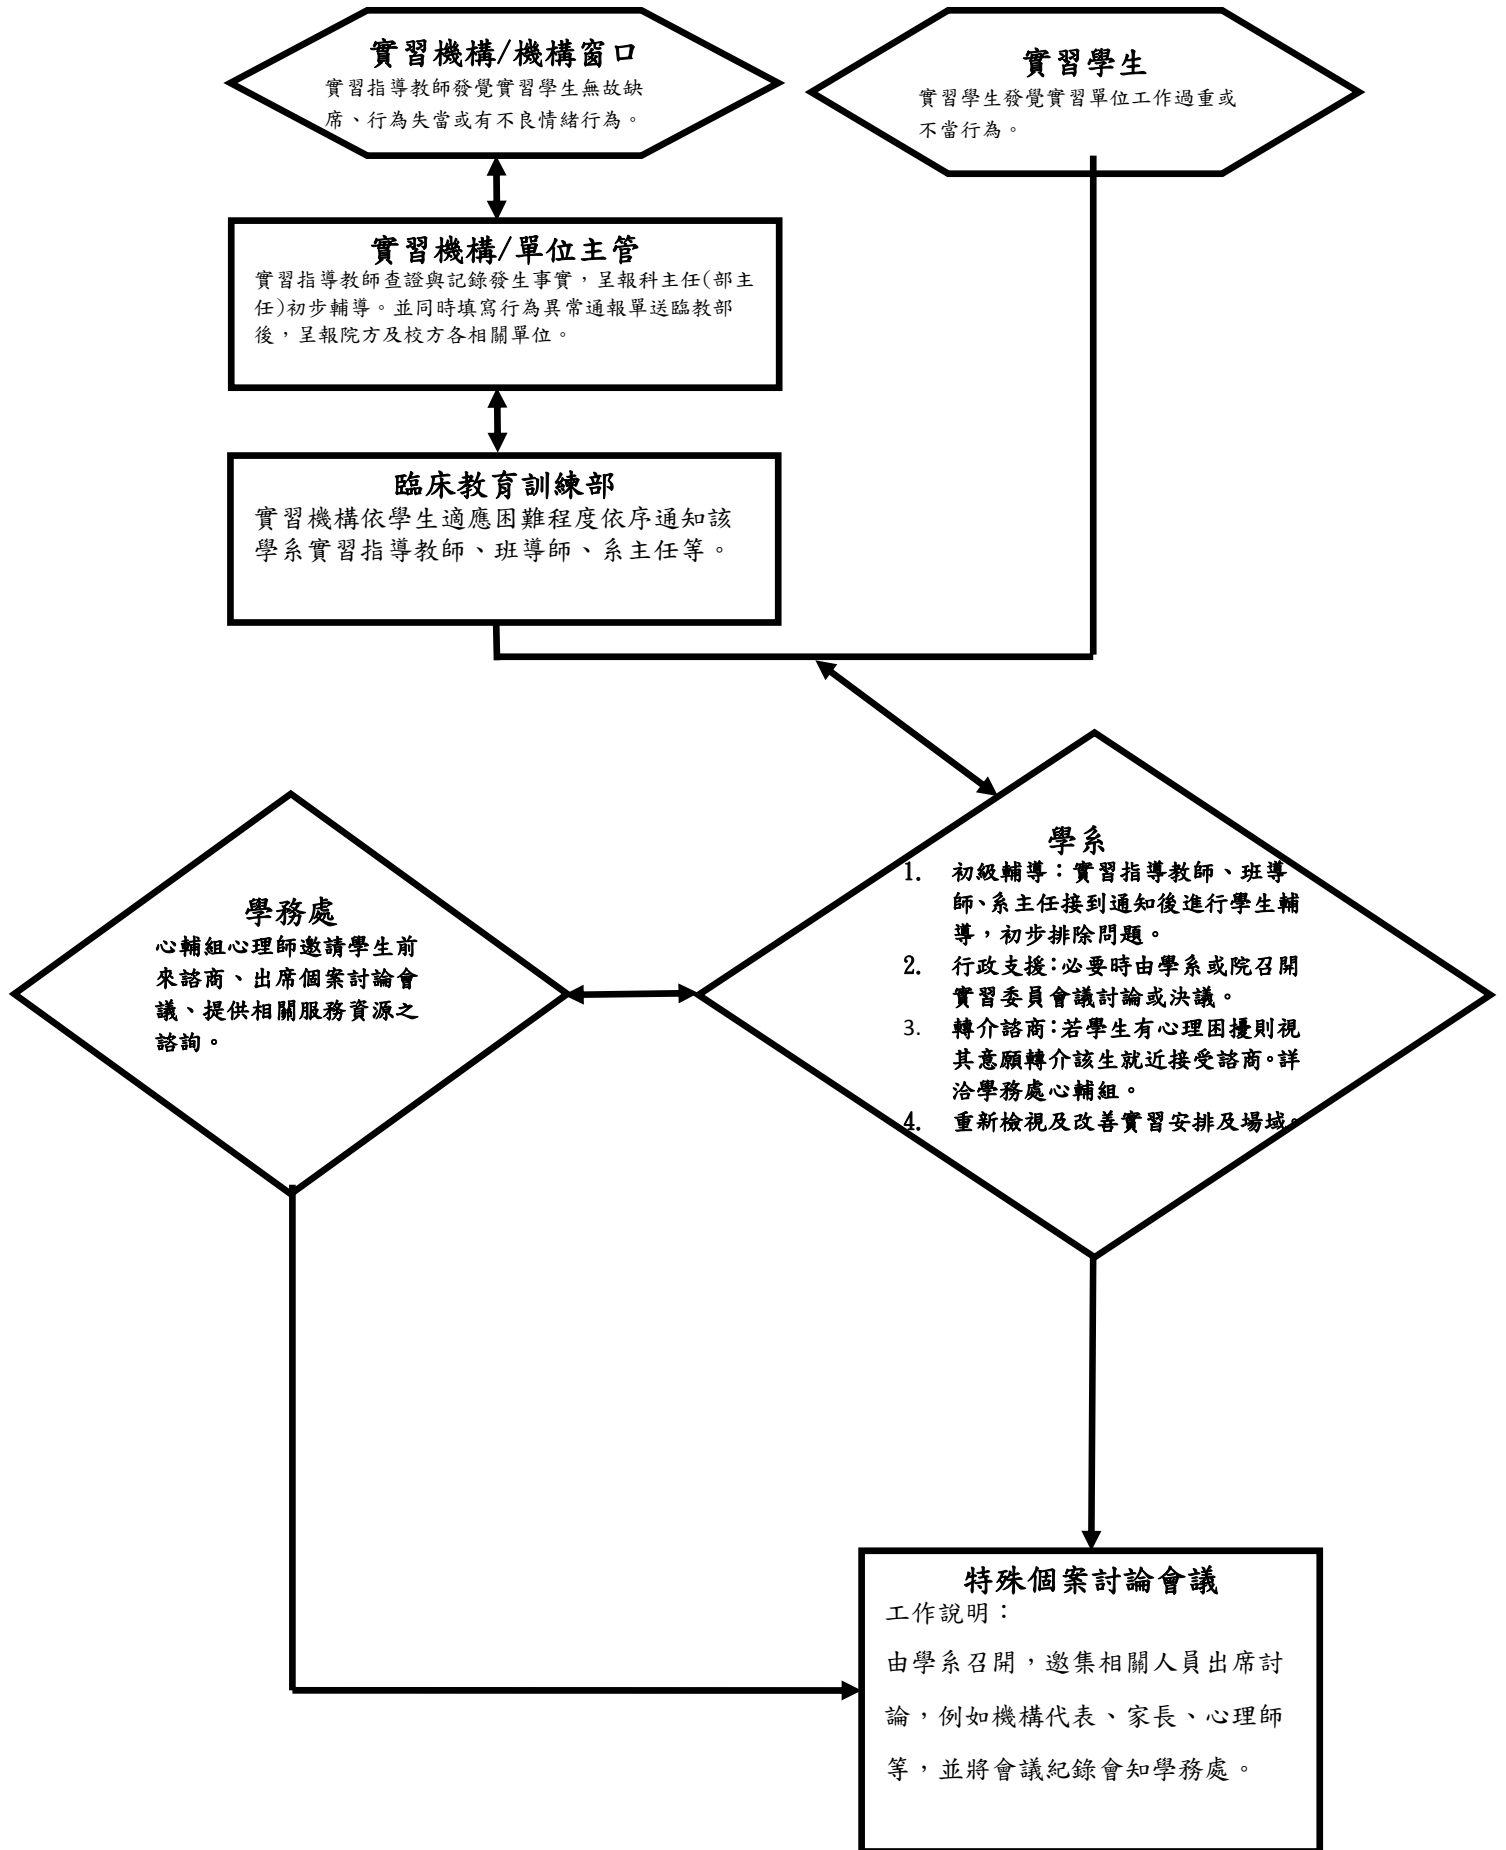 實習機構/機構窗口
實習指導教師發覺實習學生無故缺
席、行為失當或有不良情緒行為。
實習學生
實習學生發覺實習單位工作過重或
不當行為。
實習機構/單位主管
實習指導教師查證與記錄發生事實，呈報科主任(部主
任)初步輔導。並同時填寫行為異常通報單送臨教部
後，呈報院方及校方各相關單位。
臨床教育訓練部
實習機構依學生適應困難程度依序通知該
學系實習指導教師、班導師、系主任等。
學務處
心輔組心理師邀請學生前
來諮商、出席個案討論會
議、提供相關服務資源之
諮詢。
學系
1. 初級輔導：實習指導教師、班導
師、系主任接到通知後進行學生輔
導，初步排除問題。
2. 行政支援：必要時由學系或院召開
實習委員會議討論或決議。
3. 轉介諮商：若學生有心理困擾則視
其意願轉介該生就近接受諮商。詳
洽學務處心輔組。
4. 重新檢視及改善實習安排及場域。
特殊個案討論會議
工作說明：
由學系召開，邀集相關人員出席討
論，例如機構代表、家長、心理師
等，並將會議紀錄會知學務處。